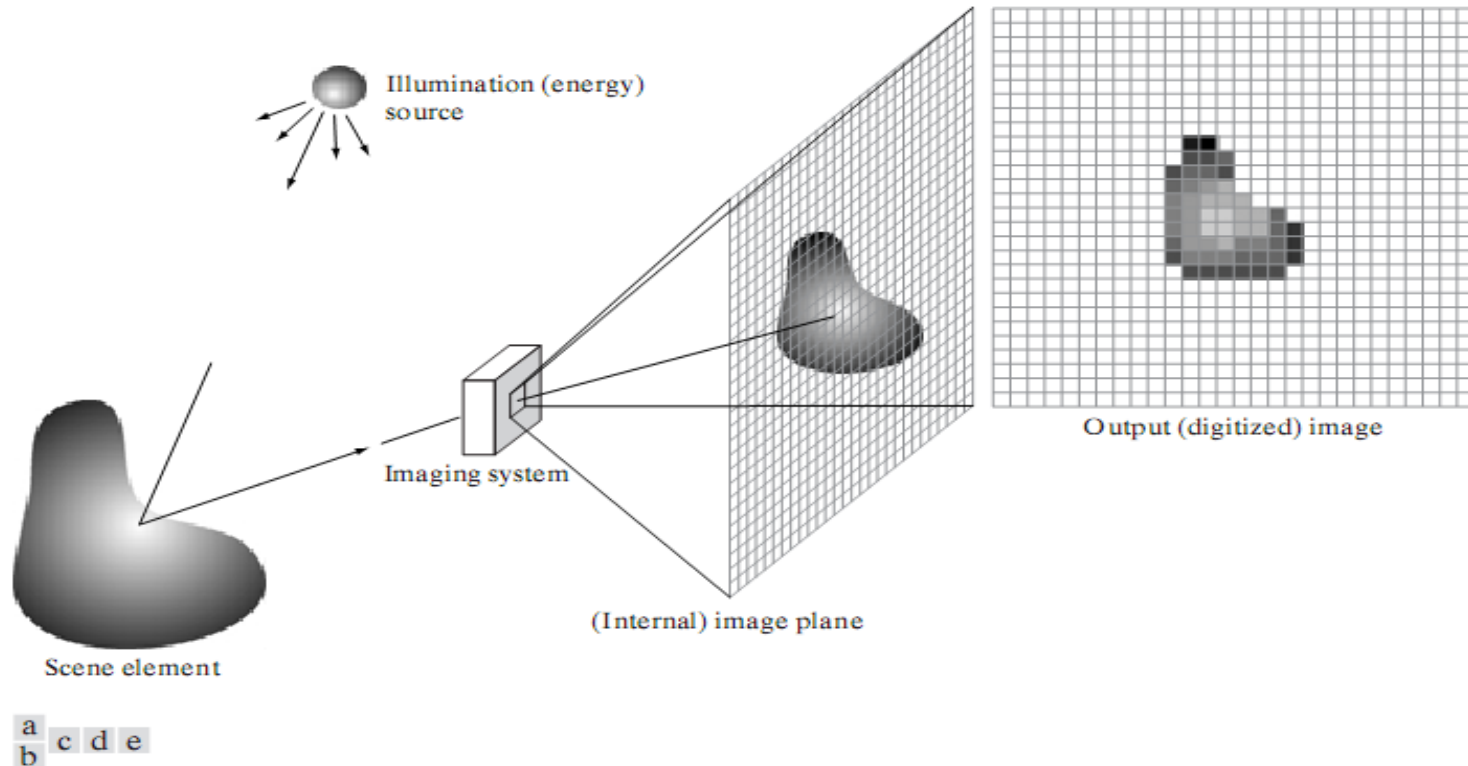 Illumination (energy)
source
Output (digitized) image
Imaging system
(Internal) image plane
Scene element
a
b
c d e